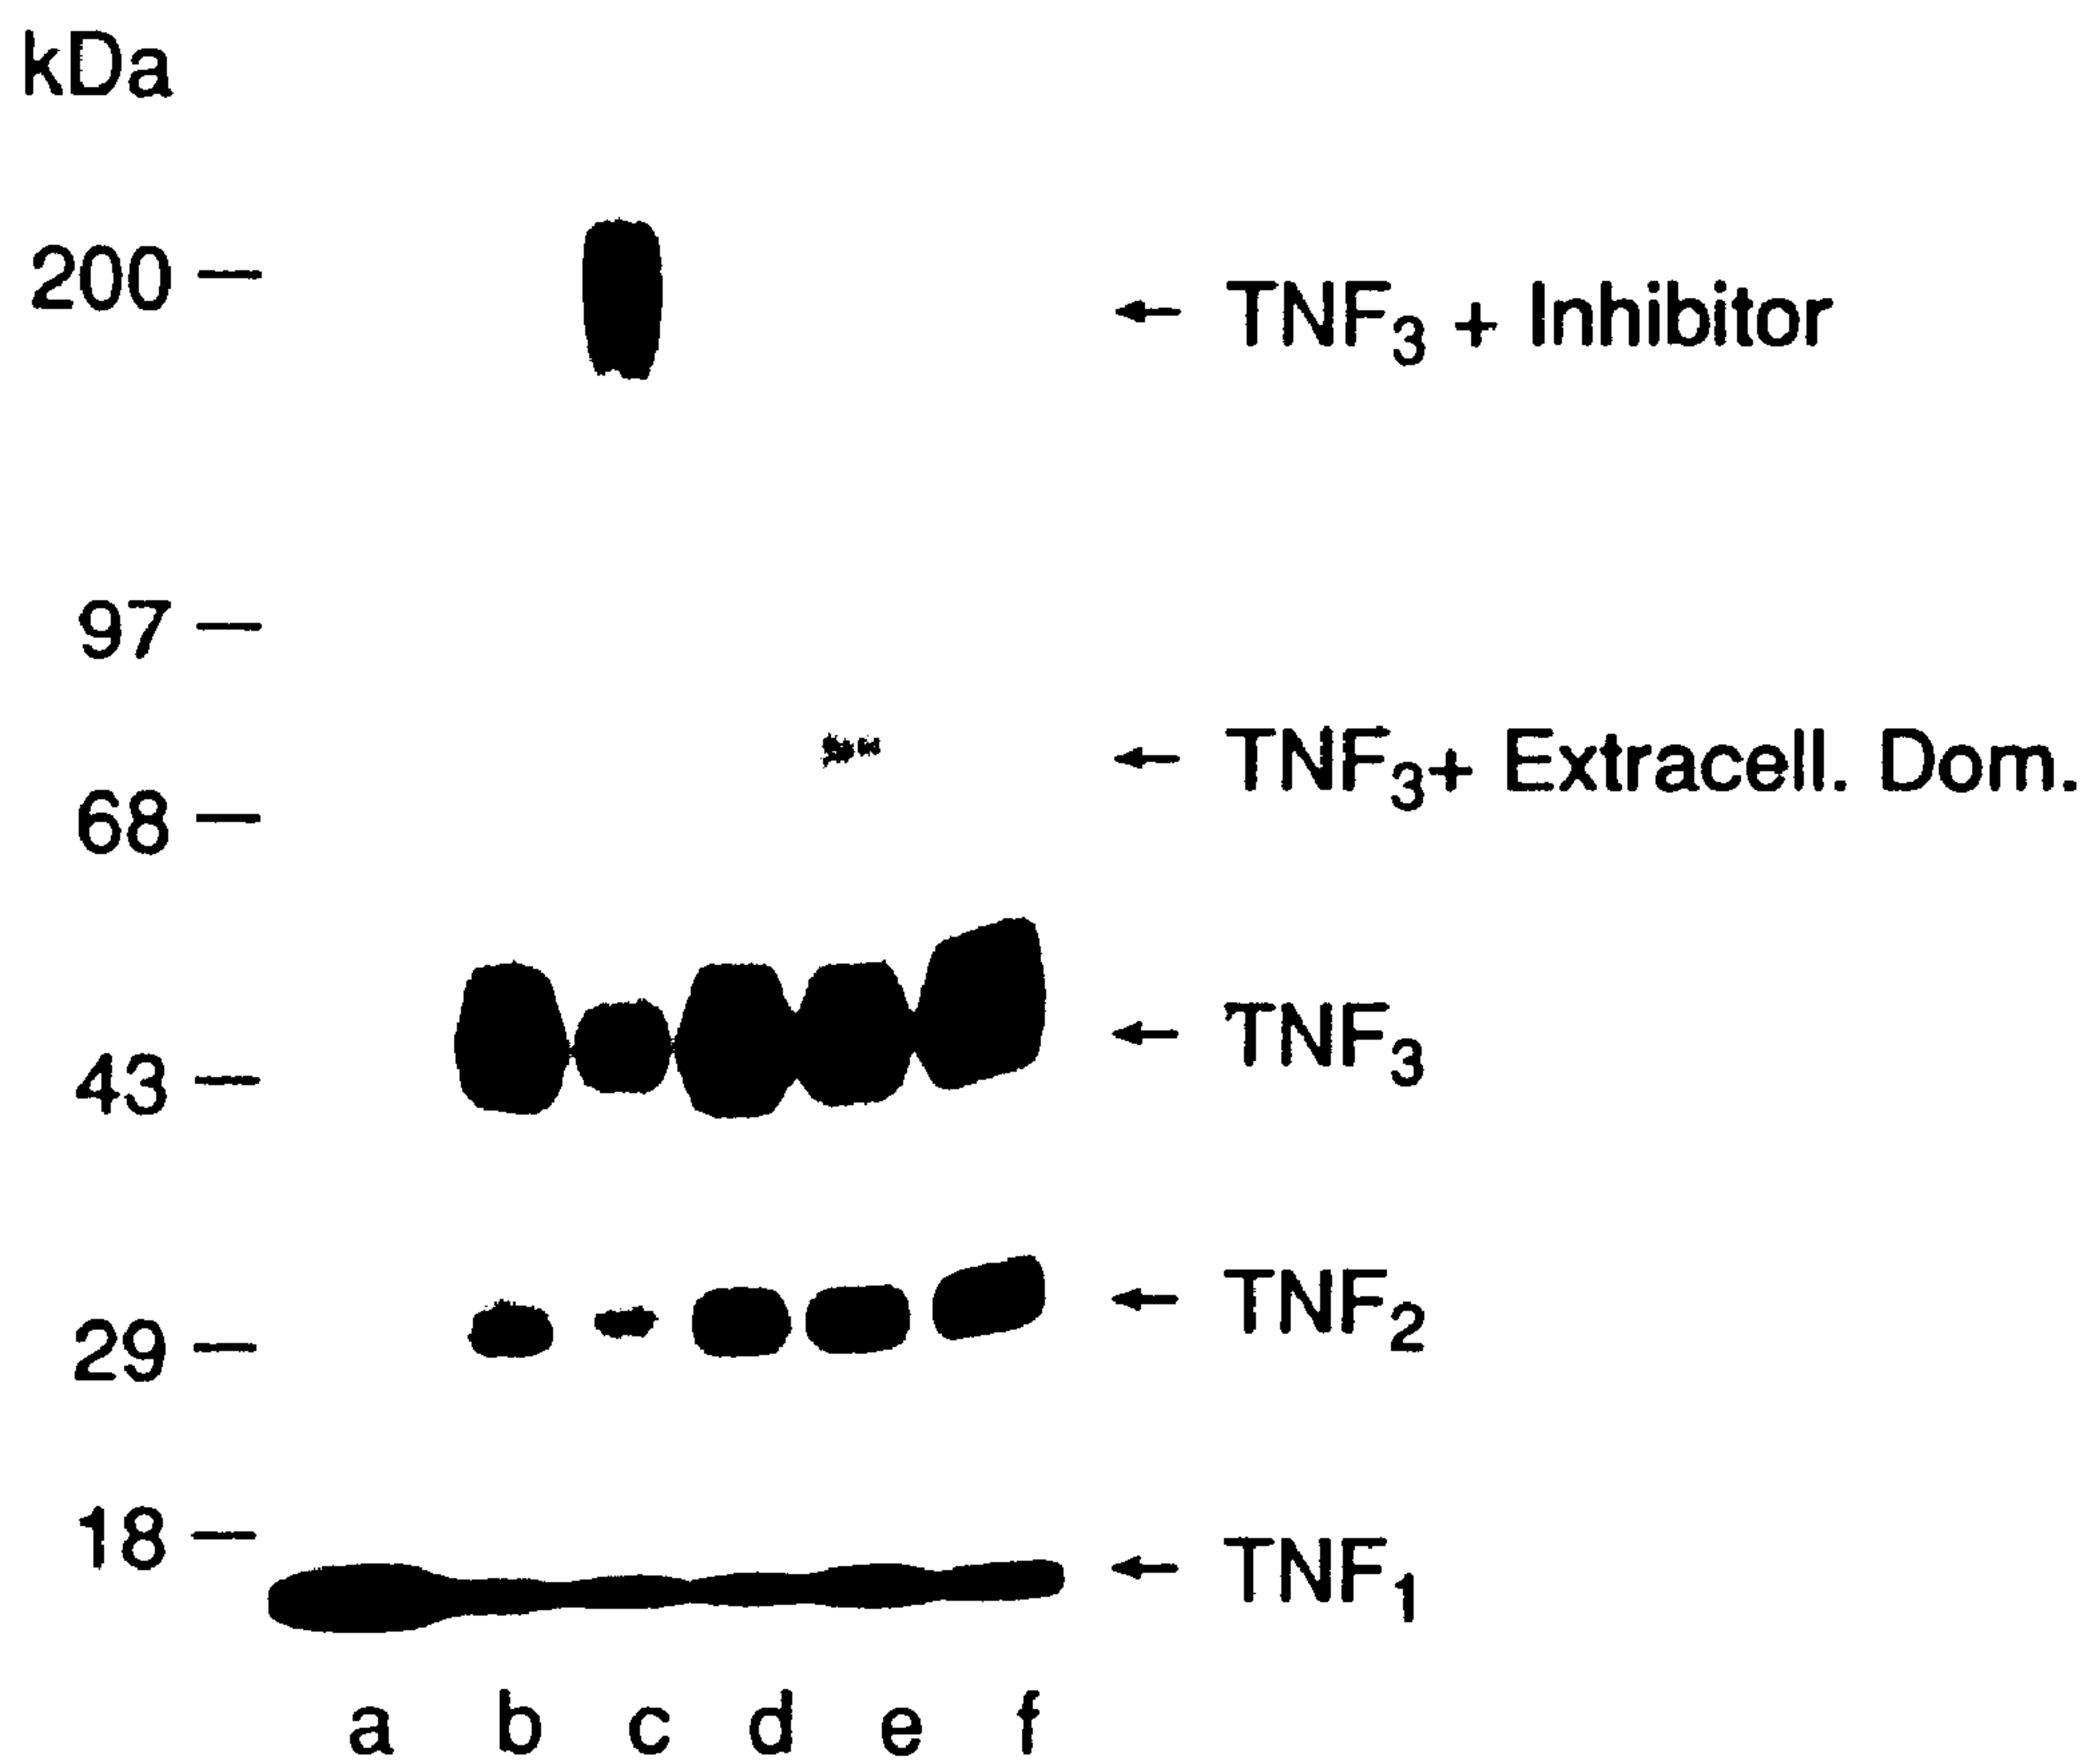 kDa
200 — ← TNF₃ + Inhibitor
97 —
← TNF₃+ Extracell. Dom.
68 —
← TNF₃
43 —
← TNF₂
29 —
18 — ← TNF₁
a b c d e f